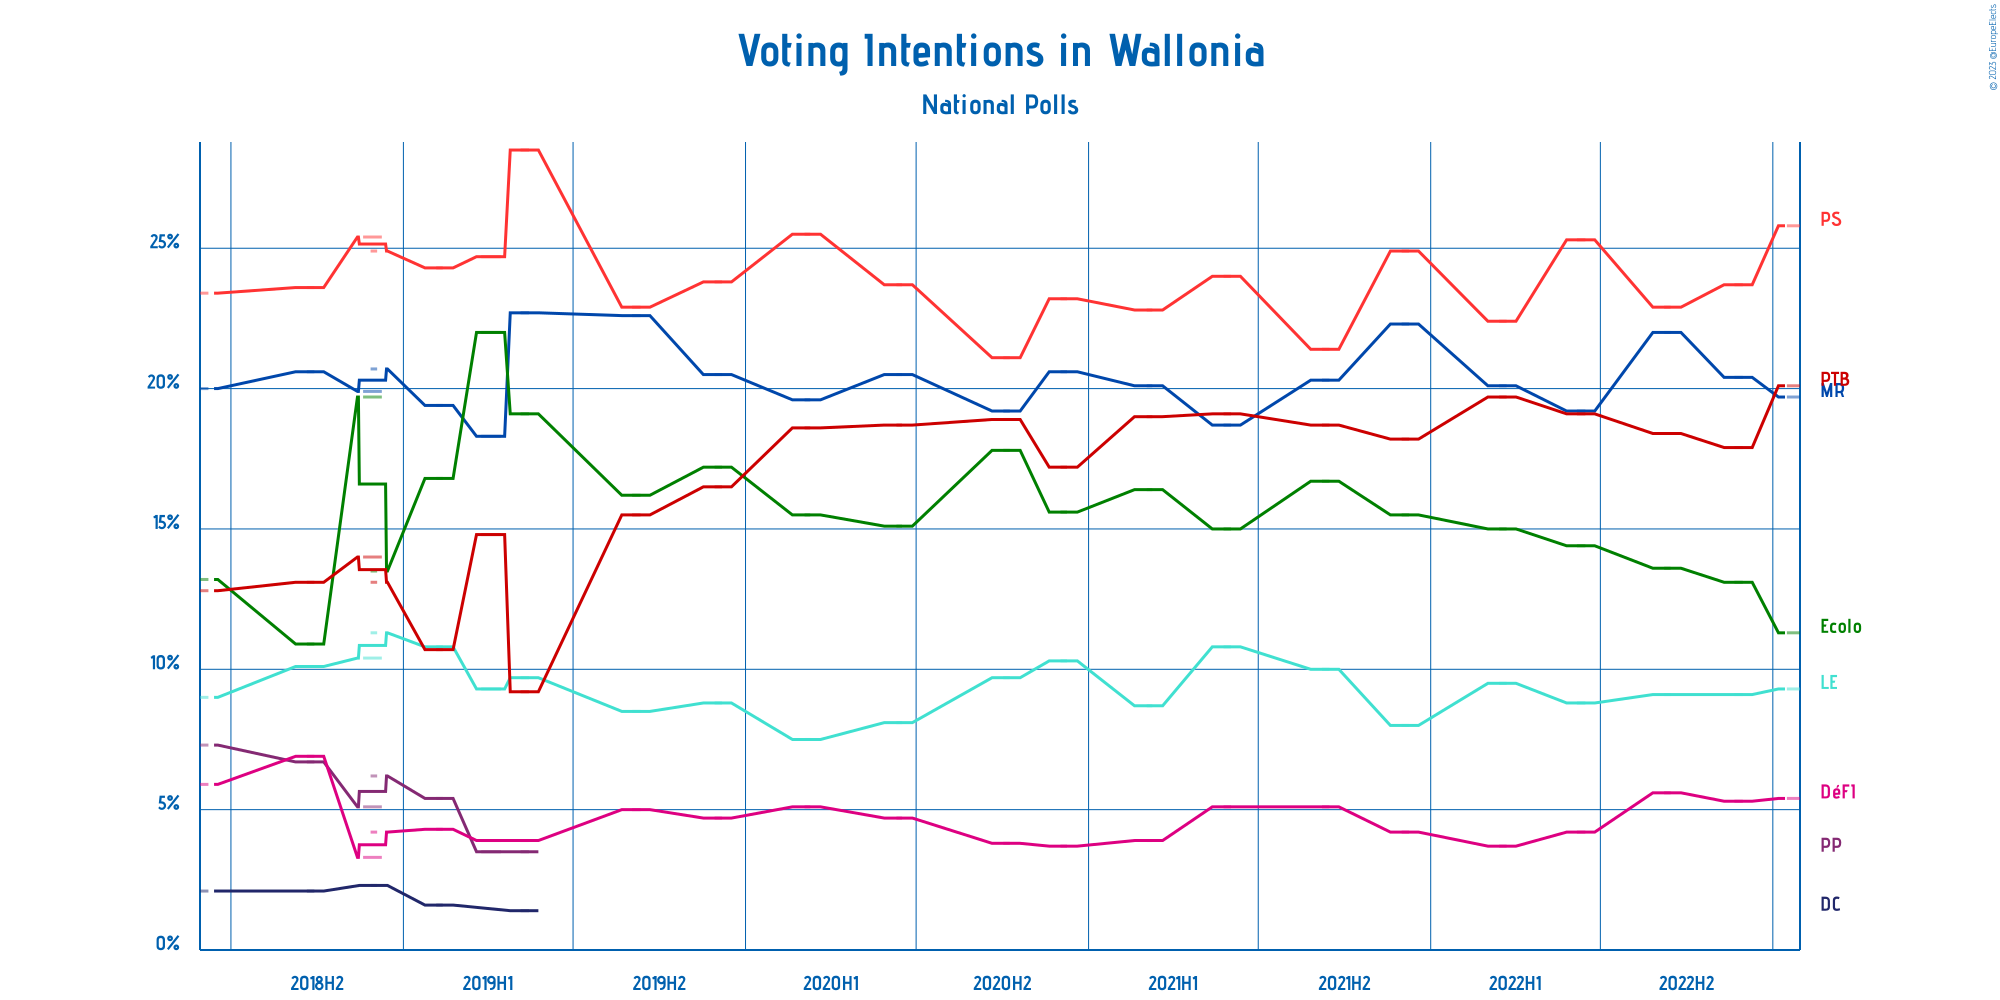 Voting Intentions in Wallonia
National Polls
© 2023 @EuropeElects
25%
20%
15%
10%
5%
0%
PS
PTB
MR
Ecolo
LE
DéFI
PP
DC
2018H2
2019H1
2019H2
2020H1
2020H2
2021H1
2021H2
2022H1
2022H2